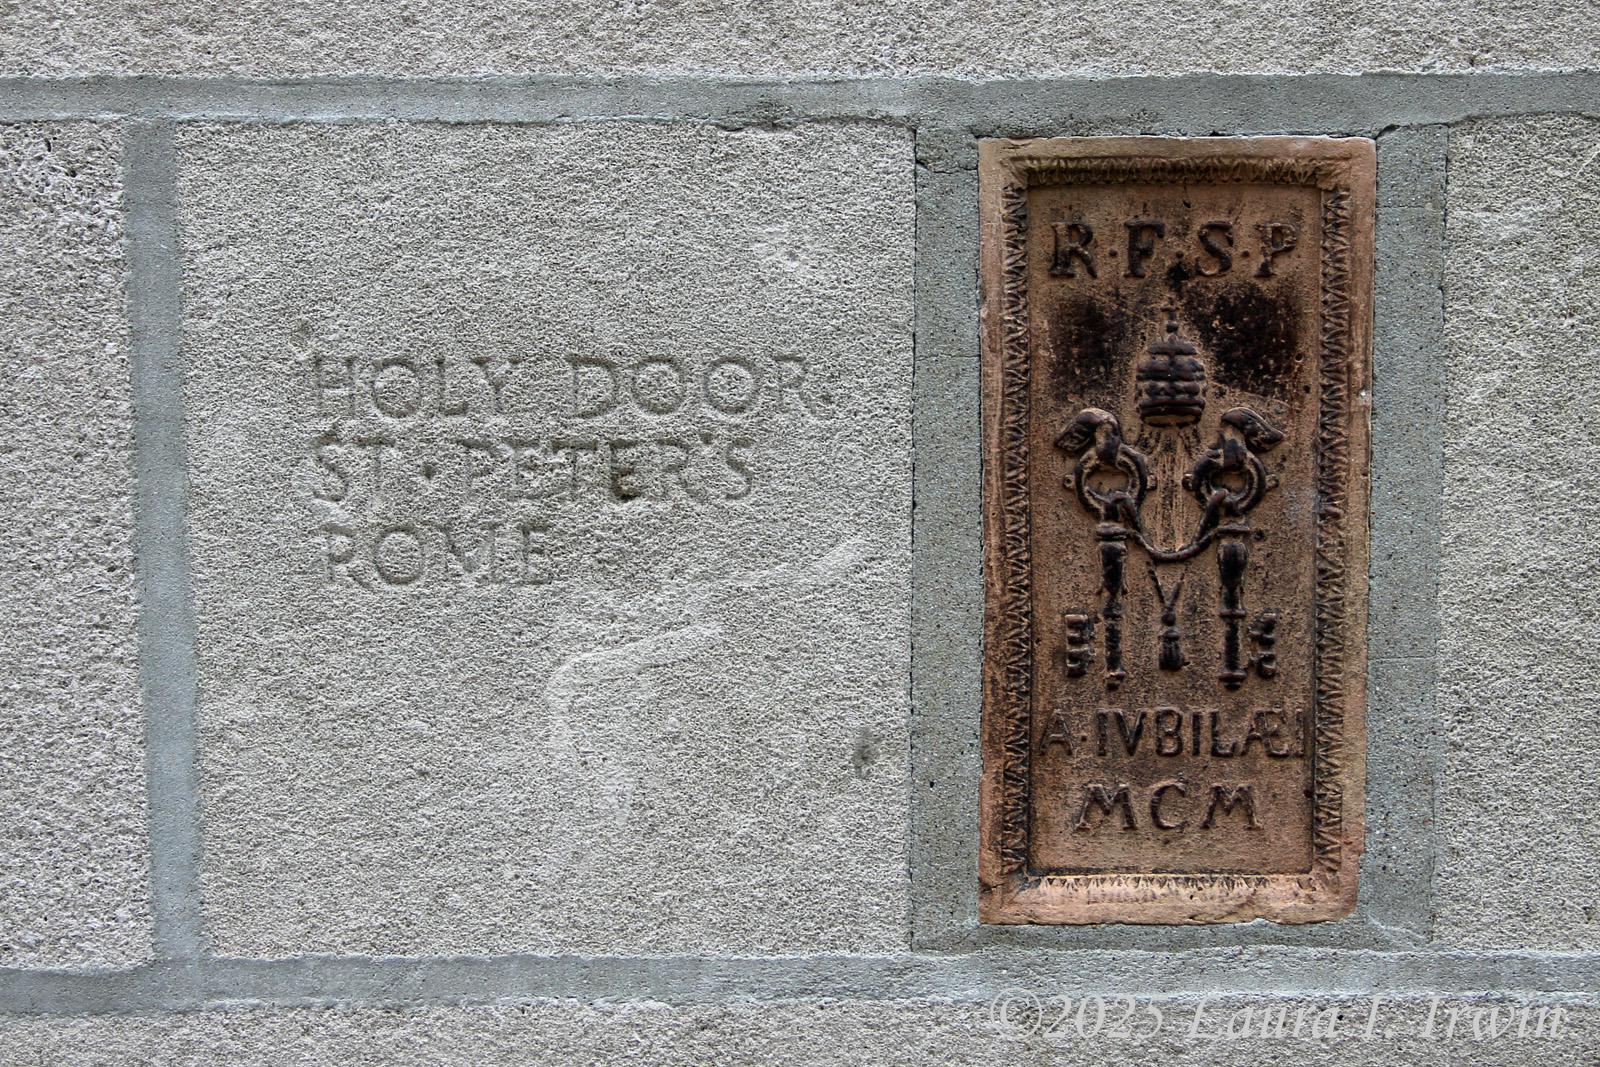 HOLY DOOR
ST · PETER'S
ROME
R · F · S · P
A · IVBILÆI
MCM
©2025 Laura I. Irwin